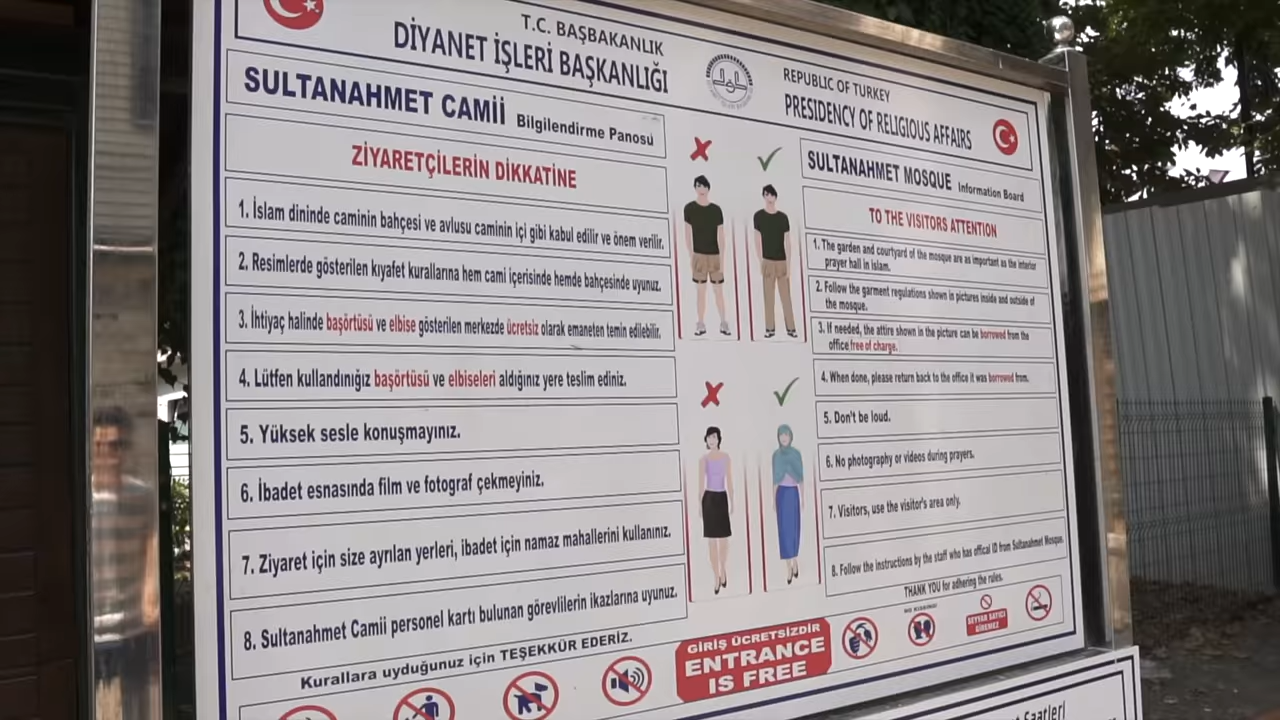 T.C. BAŞBAKANLIK
DİYANET İŞLERİ BAŞKANLIĞI
SULTANAHMET CAMİİ Bilgilendirme Panosu
ZİYARETÇİLERİN DİKKATİNE
1. İslam dininde caminin bahçesi ve avlusu caminin içi gibi kabul edilir ve önem verilir.
2. Resimlerde gösterilen kıyafet kurallarına hem cami içerisinde hemde bahçesinde uyunuz.
3. İhtiyaç halinde başörtüsü ve elbise gösterilen merkezde ücretsiz olarak emaneten temin edilebilir.
4. Lütfen kullandınığız başörtüsü ve elbiseleri aldığınız yere teslim ediniz.
5. Yüksek sesle konuşmayınız.
6. İbadet esnasında film ve fotograf çekmeyiniz.
7. Ziyaret için size ayrılan yerleri, ibadet için namaz mahallerini kullanınız.
8. Sultanahmet Camii personel kartı bulunan görevlilerin ikazlarına uyunuz.
Kurallara uyduğunuz için TEŞEKKÜR EDERİZ.
REPUBLIC OF TURKEY
PRESIDENCY OF RELIGIOUS AFFAIRS
SULTANAHMET MOSQUE Information Board
TO THE VISITORS ATTENTION
1. The garden and courtyard of the mosque are as important as the interior
prayer hall in islam.
2. Follow the garment regulations shown in pictures inside and outside of
the mosque.
3. If needed, the attire shown in the picture can be borrowed from the
office free of charge.
4. When done, please return back to the office it was borrowed from.
5. Don't be loud.
6. No photography or videos during prayers.
7. Visitors, use the visitor's area only.
8. Follow the instructions by the staff who has offical ID from Sultanahmet Mosque.
THANK YOU for adhering the rules.
GİRİŞ ÜCRETSİZDİR
ENTRANCE
IS FREE
SEYYAR SATICI
GİREMEZ
Saatleri